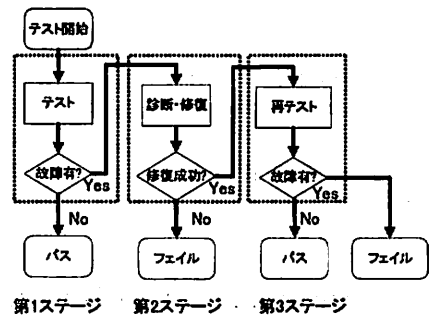 テスト開始
テスト
故障有?
Yes
No
パス
第1ステージ
診断・修復
修復成功?
Yes
No
フェイル
第2ステージ
再テスト
故障有?
Yes
No
パス
フェイル
第3ステージ